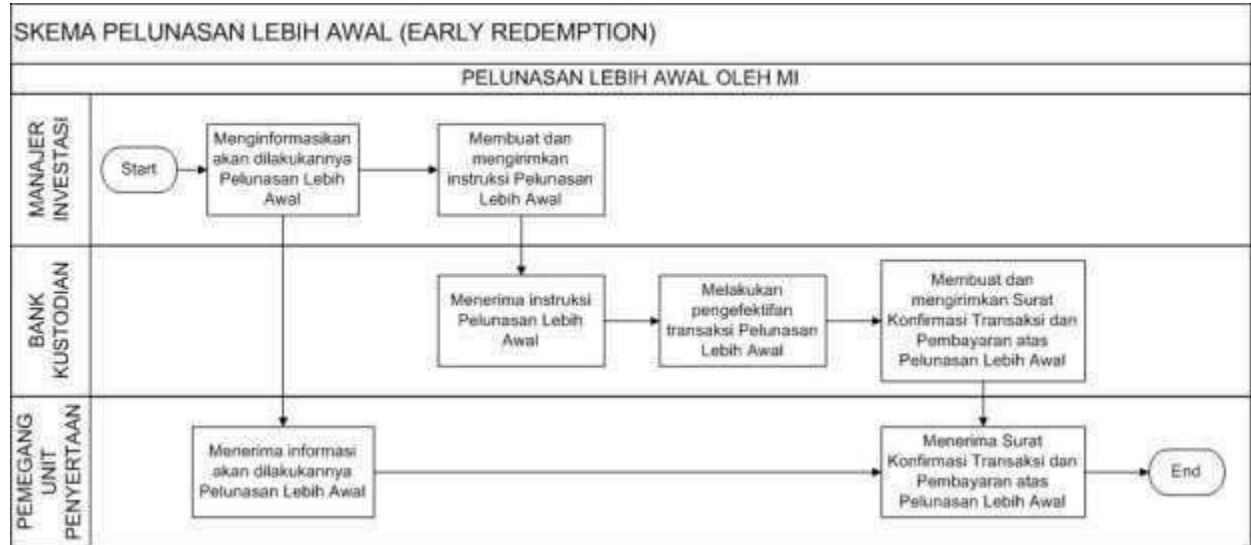 SKEMA PELUNASAN LEBIH AWAL (EARLY REDEMPTION)
PELUNASAN LEBIH AWAL OLEH MI
MANAJER
INVESTASI
Start
Menginformasikan
akan dilakukannya
Pelunasan Lebih
Awal
Membuat dan
mengirimkan
instruksi Pelunasan
Lebih Awal
BANK
KUSTODIAN
Menerima instruksi
Pelunasan Lebih
Awal
Melakukan
pengefektifan
transaksi Pelunasan
Lebih Awal
Membuat dan
mengirimkan Surat
Konfirmasi Transaksi dan
Pembayaran atas
Pelunasan Lebih Awal
PEMEGANG
UNIT
PENYERTAAN
Menerima informasi
akan dilakukannya
Pelunasan Lebih Awal
Menerima Surat
Konfirmasi Transaksi dan
Pembayaran atas
Pelunasan Lebih Awal
End